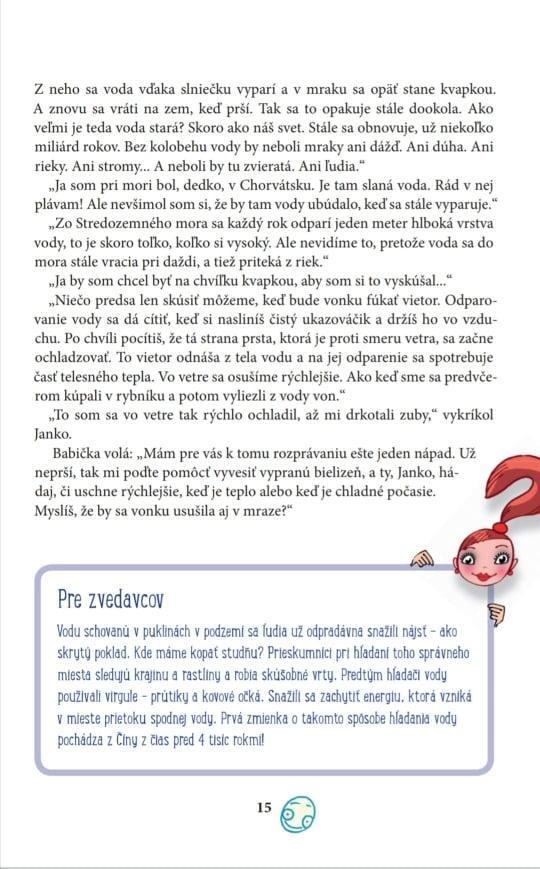 Z neho sa voda vďaka slniečku vyparí a v mraku sa opäť stane kvapkou.
A znovu sa vráti na zem, keď prší. Tak sa to opakuje stále dookola. Ako
veľmi je teda voda stará? Skoro ako náš svet. Stále sa obnovuje, už niekoľko
miliárd rokov. Bez kolobehu vody by neboli mraky ani dážď. Ani dúha. Ani
rieky. Ani stromy... A neboli by tu zvieratá. Ani ľudia.“
„Ja som pri mori bol, dedko, v Chorvátsku. Je tam slaná voda. Rád v nej
plávam! Ale nevšimol som si, že by tam vody ubúdalo, keď sa stále vyparuje.“
„Zo Stredozemného mora sa každý rok odparí jeden meter hlboká vrstva
vody, to je skoro toľko, koľko si vysoký. Ale nevidíme to, pretože voda sa do
mora stále vracia pri daždi, a tiež priteká z riek.“
„Ja by som chcel byť na chvíľku kvapkou, aby som si to vyskúšal...“
„Niečo predsa len skúsiť môžeme, keď bude vonku fúkať vietor. Odparo-
vanie vody sa dá cítiť, keď si nasliníš čistý ukazováčik a držíš ho vo vzdu-
chu. Po chvíli pocítiš, že tá strana prsta, ktorá je proti smeru vetra, sa začne
ochladzovať. To vietor odnáša z tela vodu a na jej odparenie sa spotrebuje
časť telesného tepla. Vo vetre sa osušíme rýchlejšie. Ako keď sme sa predvče-
rom kúpali v rybníku a potom vyliezli z vody von.“
„To som sa vo vetre tak rýchlo ochladil, až mi drkotali zuby,“ vykríkol
Janko.
Babička volá: „Mám pre vás k tomu rozprávaniu ešte jeden nápad. Už
neprší, tak mi poďte pomôcť vyvesiť vypranú bielizeň, a ty, Janko, há-
daj, či uschne rýchlejšie, keď je teplo alebo keď je chladné počasie.
Myslíš, že by sa vonku usušila aj v mraze?“
Pre zvedavcov
Vodu schovanú v puklinách v podzemí sa ľudia už odpradávna snažili nájsť – ako
skrytý poklad. Kde máme kopať studňu? Prieskumníci pri hľadaní toho správneho
miesta sledujú krajinu a rastliny a robia skúšobné vrty. Predtým hľadači vody
používali virgule – prútiky a kovové očká. Snažili sa zachytiť energiu, ktorá vzniká
v mieste prietoku spodnej vody. Prvá zmienka o takomto spôsobe hľadania vody
pochádza z Číny z čias pred 4 tisíc rokmi!
15